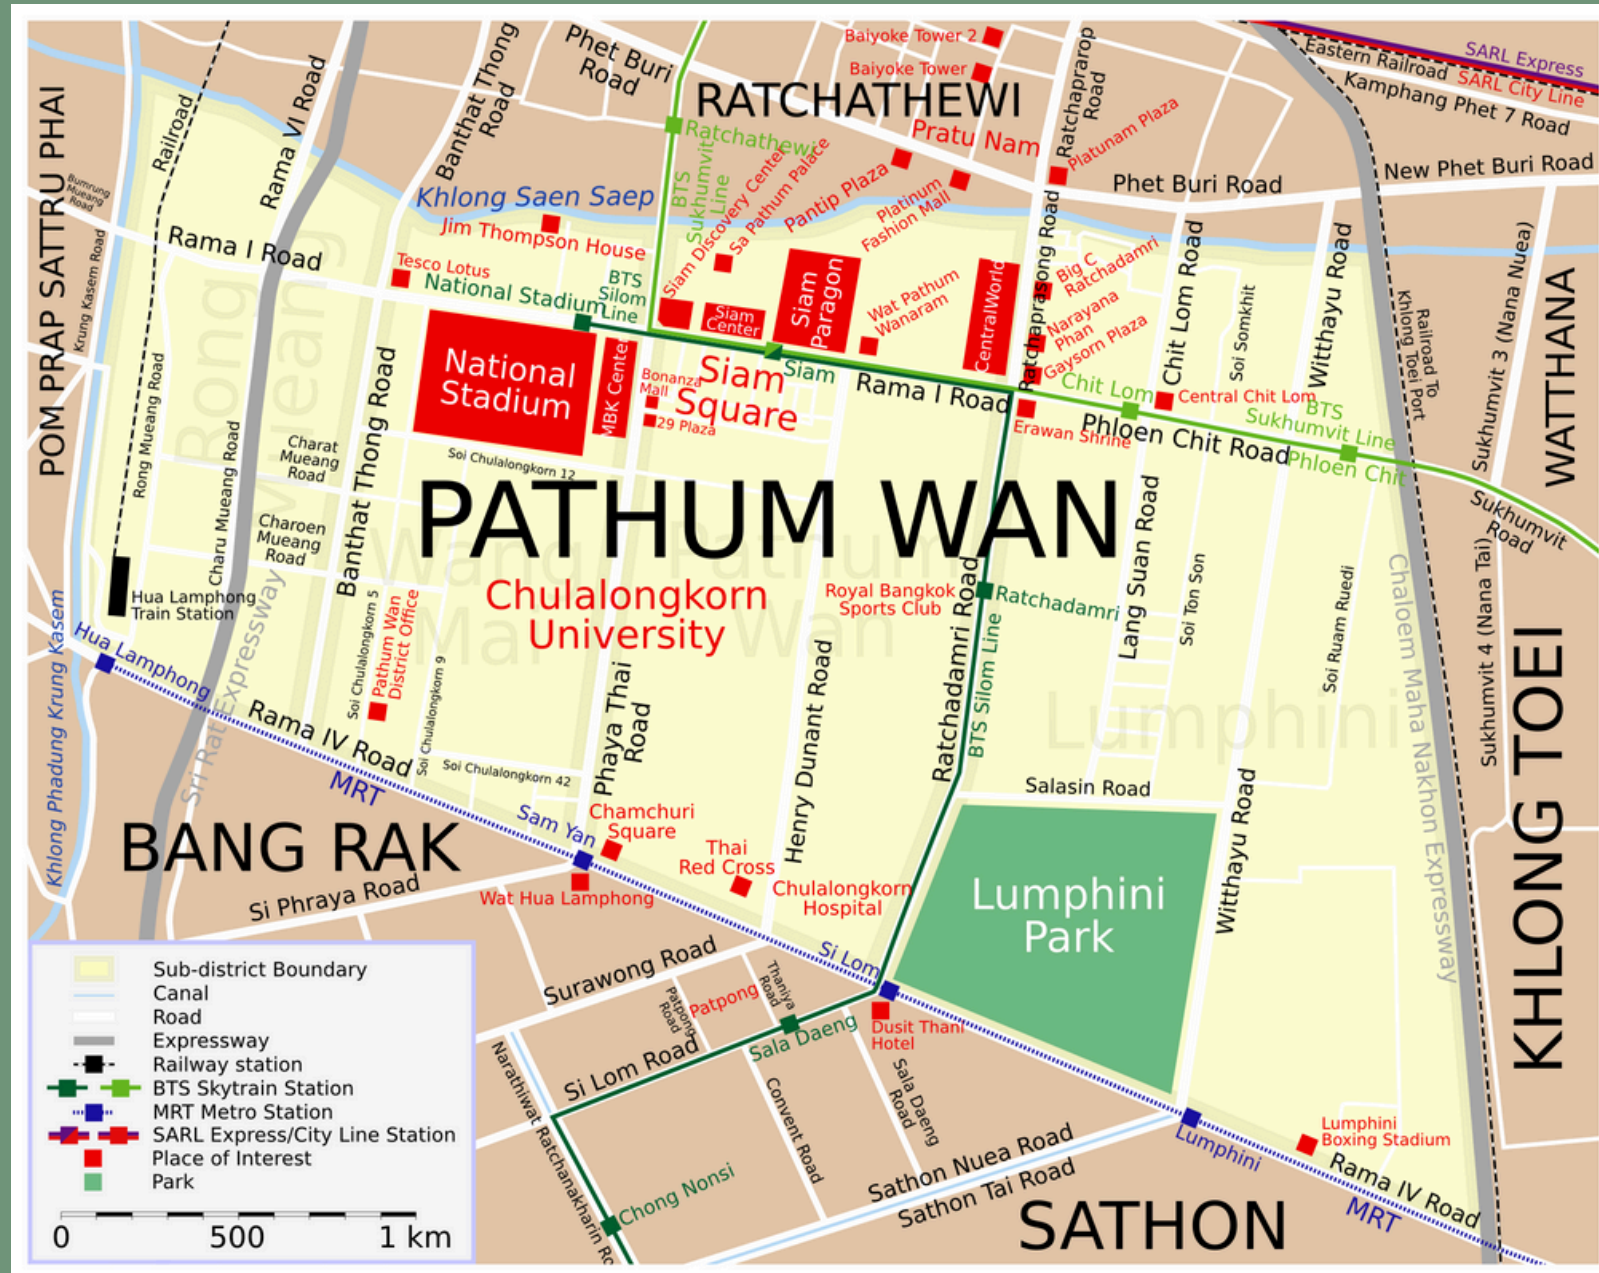 Phet Buri
Road
Baiyoke Tower 2
Baiyoke Tower
RATCHATHEWI
Ratchaprarop
Road
SARL Express
Eastern Railroad
SARL City Line
Kamphang Phet 7 Road
New Phet Buri Road
Phet Buri Road
Pratu Nam
Platunam Plaza
POM PRAP SATTRU PHAI
Railroad
Rama VI Road
Banthat Thong
Road
Bumrung
Mueang
Road
Krung Kasem Road
Ratchathewi
BTS
Sukhumvit
Line
Siam Discovery Center
Sa Pathum Palace
Pantip Plaza
Platinum
Fashion Mall
Khlong Saen Saep
Jim Thompson House
Rama I Road
Tesco Lotus
National Stadium
BTS
Silom
Line
Siam
Center
Siam
Paragon
Wat Pathum
Wanaram
CentralWorld
Ratchaprasong Road
Big C
Ratchadamri
Narayana
Phan
Gaysorn Plaza
Chit Lom Road
Soi Somkhit
Witthayu Road
Railroad To
Khlong Toei Port
Sukhumvit 3 (Nana Nuea)
WATTHANA
Rong
Mueang
National
Stadium
MBK Center
Bonanza
Mall
29 Plaza
Siam
Square
Siam
Rama I Road
Chit Lom
Central Chit Lom
Erawan Shrine
BTS
Sukhumvit Line
Phloen Chit Road
Phloen Chit
Sukhumvit
Road
Rong Mueang Road
Charu Mueang Road
Charat
Mueang
Road
Charoen
Mueang
Road
Banthat Thong Road
Soi Chulalongkorn 12
PATHUM WAN
Wang
Mai
Pathum
Wan
Chulalongkorn
University
Royal Bangkok
Sports Club
Ratchadamri Road
Ratchadamri
BTS Silom Line
Lang Suan Road
Soi Ton Son
Soi Ruam Ruedi
Lumphini
Chaloem Maha Nakhon Expressway
Sukhumvit 4 (Nana Tai)
KHLONG TOEI
Hua Lamphong
Train Station
Khlong Phadung Krung Kasem
Hua Lamphong
Sri Rat Expressway
Soi Chulalongkorn 5
Pathum Wan
District Office
Soi Chulalongkorn 9
Rama IV Road
MRT
Soi Chulalongkorn 42
Phaya Thai
Road
Henry Dunant Road
Salasin Road
Witthayu Road
BANG RAK
Sam Yan
Chamchuri
Square
Thai
Red Cross
Chulalongkorn
Hospital
Wat Hua Lamphong
Si Phraya Road
Lumphini
Park
Surawong Road
Si Lom
Patpong
Road
Patpong
Thaniya
Road
Sala Daeng
Dusit Thani
Hotel
Si Lom Road
Narathiwat Ratchanakharin Ro
Convent Road
Sala Daeng
Road
Chong Nonsi
Sathon Nuea Road
Sathon Tai Road
SATHON
Lumphini
Lumphini
Boxing Stadium
Rama IV Road
MRT
Sub-district Boundary
Canal
Road
Expressway
Railway station
BTS Skytrain Station
MRT Metro Station
SARL Express/City Line Station
Place of Interest
Park
0 500 1 km